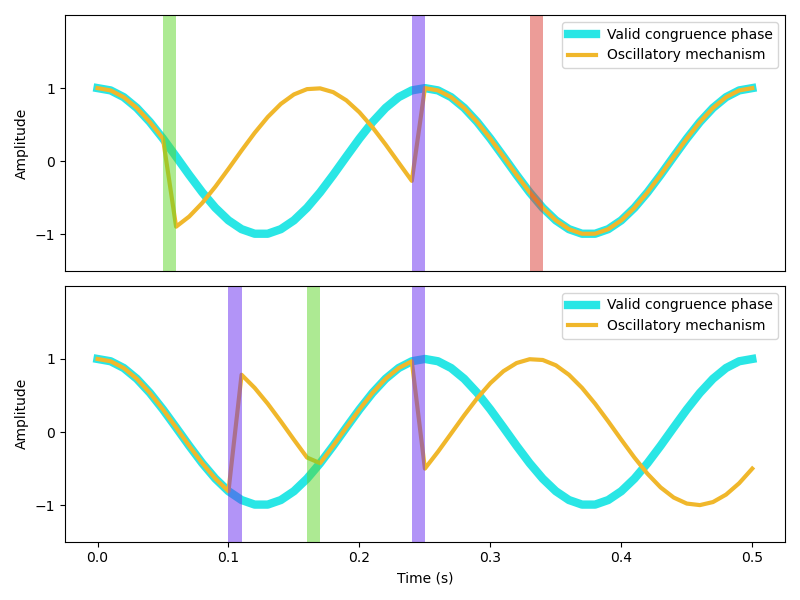 Valid congruence phase
Oscillatory mechanism
Amplitude
1
0
−1
Valid congruence phase
Oscillatory mechanism
Amplitude
1
0
−1
0.0 0.1 0.2 0.3 0.4 0.5
Time (s)